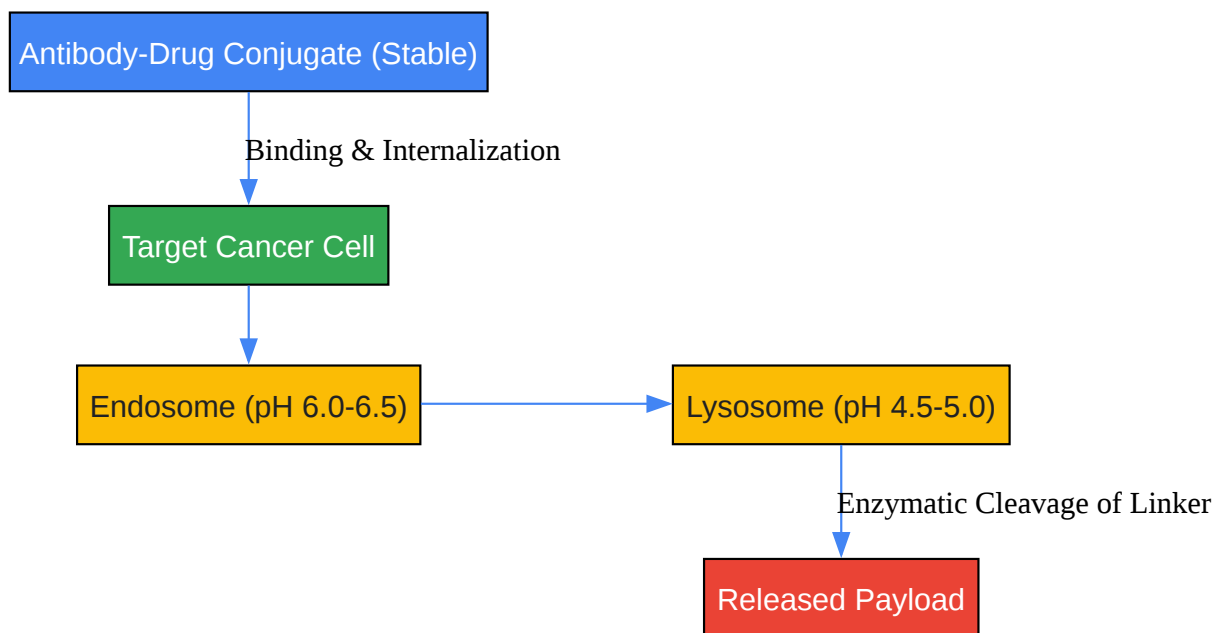 Antibody-Drug Conjugate (Stable)
Binding & Internalization
Target Cancer Cell
Endosome (pH 6.0-6.5)
Lysosome (pH 4.5-5.0)
Enzymatic Cleavage of Linker
Released Payload